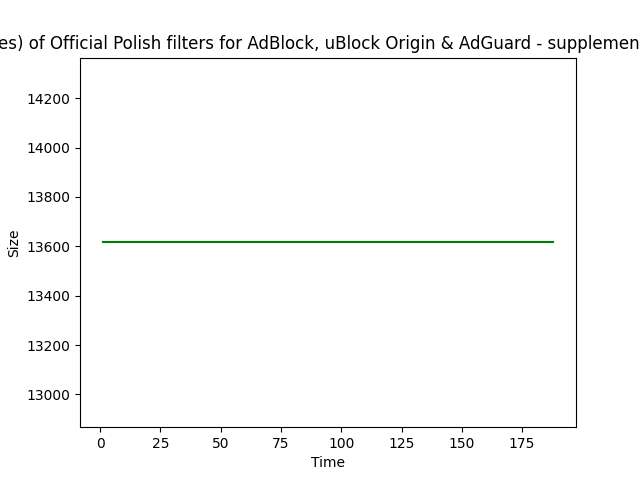 es) of Official Polish filters for AdBlock, uBlock Origin & AdGuard - supplemen
14200
14000
13800
13600
13400
13200
13000
Size
0 25 50 75 100 125 150 175
Time